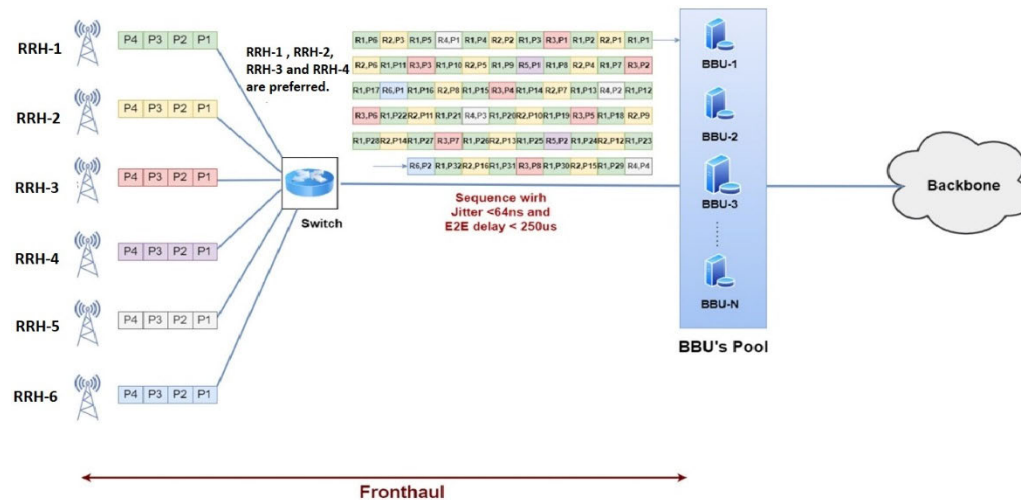 RRH-1
P4 P3 P2 P1
RRH-2
P4 P3 P2 P1
RRH-3
P4 P3 P2 P1
RRH-4
P4 P3 P2 P1
RRH-5
P4 P3 P2 P1
RRH-6
P4 P3 P2 P1
RRH-1 , RRH-2,
RRH-3 and RRH-4
are preferred.
Switch
R1,P6 R2,P3 R1,P5 R4,P1 R1,P4 R2,P2 R1,P3 R3,P1 R1,P2 R2,P1 R1,P1
R2,P6 R1,P11 R3,P3 R1,P10 R2,P5 R1,P9 R5,P1 R1,P8 R2,P4 R1,P7 R3,P2
R1,P17 R6,P1 R1,P16 R2,P8 R1,P15 R3,P4 R1,P14 R2,P7 R1,P13 R4,P2 R1,P12
R3,P6 R1,P22 R2,P11 R1,P21 R4,P3 R1,P20 R2,P10 R1,P19 R3,P5 R1,P18 R2,P9
R1,P28 R2,P14 R1,P27 R3,P7 R1,P26 R2,P13 R1,P25 R5,P2 R1,P24 R2,P12 R1,P23
R6,P2 R1,P32 R2,P16 R1,P31 R3,P8 R1,P30 R2,P15 R1,P29 R4,P4
Sequence wirh
Jitter <64ns and
E2E delay < 250us
BBU-1
BBU-2
BBU-3
BBU-N
BBU's Pool
Backbone
Fronthaul